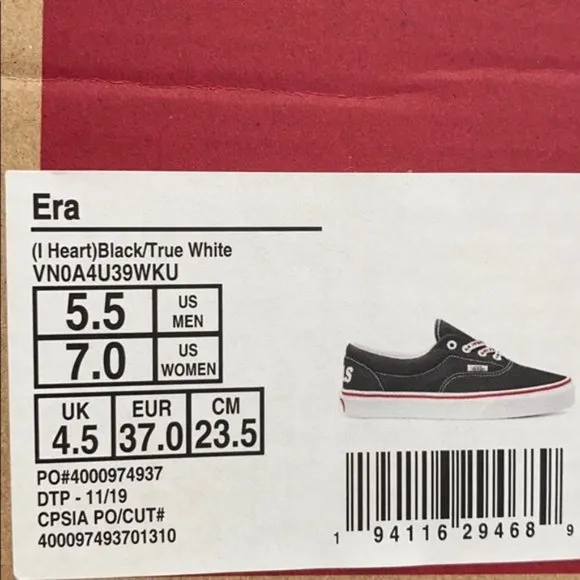 Era
(I Heart)Black/True White
VN0A4U39WKU
5.5 US MEN
7.0 US WOMEN
UK 4.5 EUR 37.0 CM 23.5
PO#4000974937
DTP - 11/19
CPSIA PO/CUT#
400097493701310
S
1 94116 29468 9